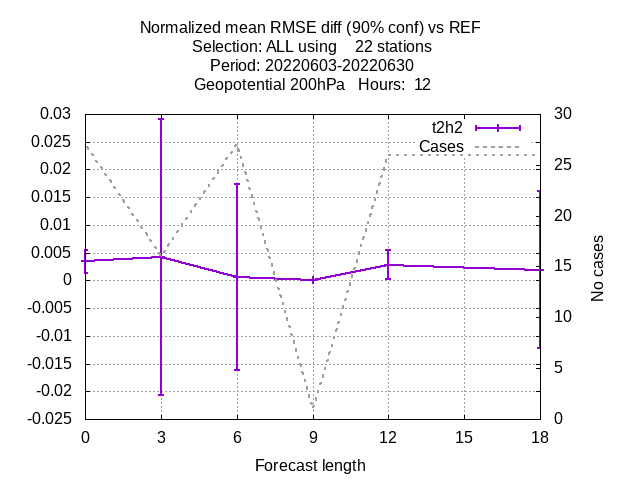 Normalized mean RMSE diff (90% conf) vs REF
Selection: ALL using    22 stations
Period: 20220603-20220630
Geopotential 200hPa   Hours:  12
0.03
0.025
0.02
0.015
0.01
0.005
0
-0.005
-0.01
-0.015
-0.02
-0.025
t2h2
Cases
30
25
20
15
10
5
0
No cases
0 3 6 9 12 15 18
Forecast length